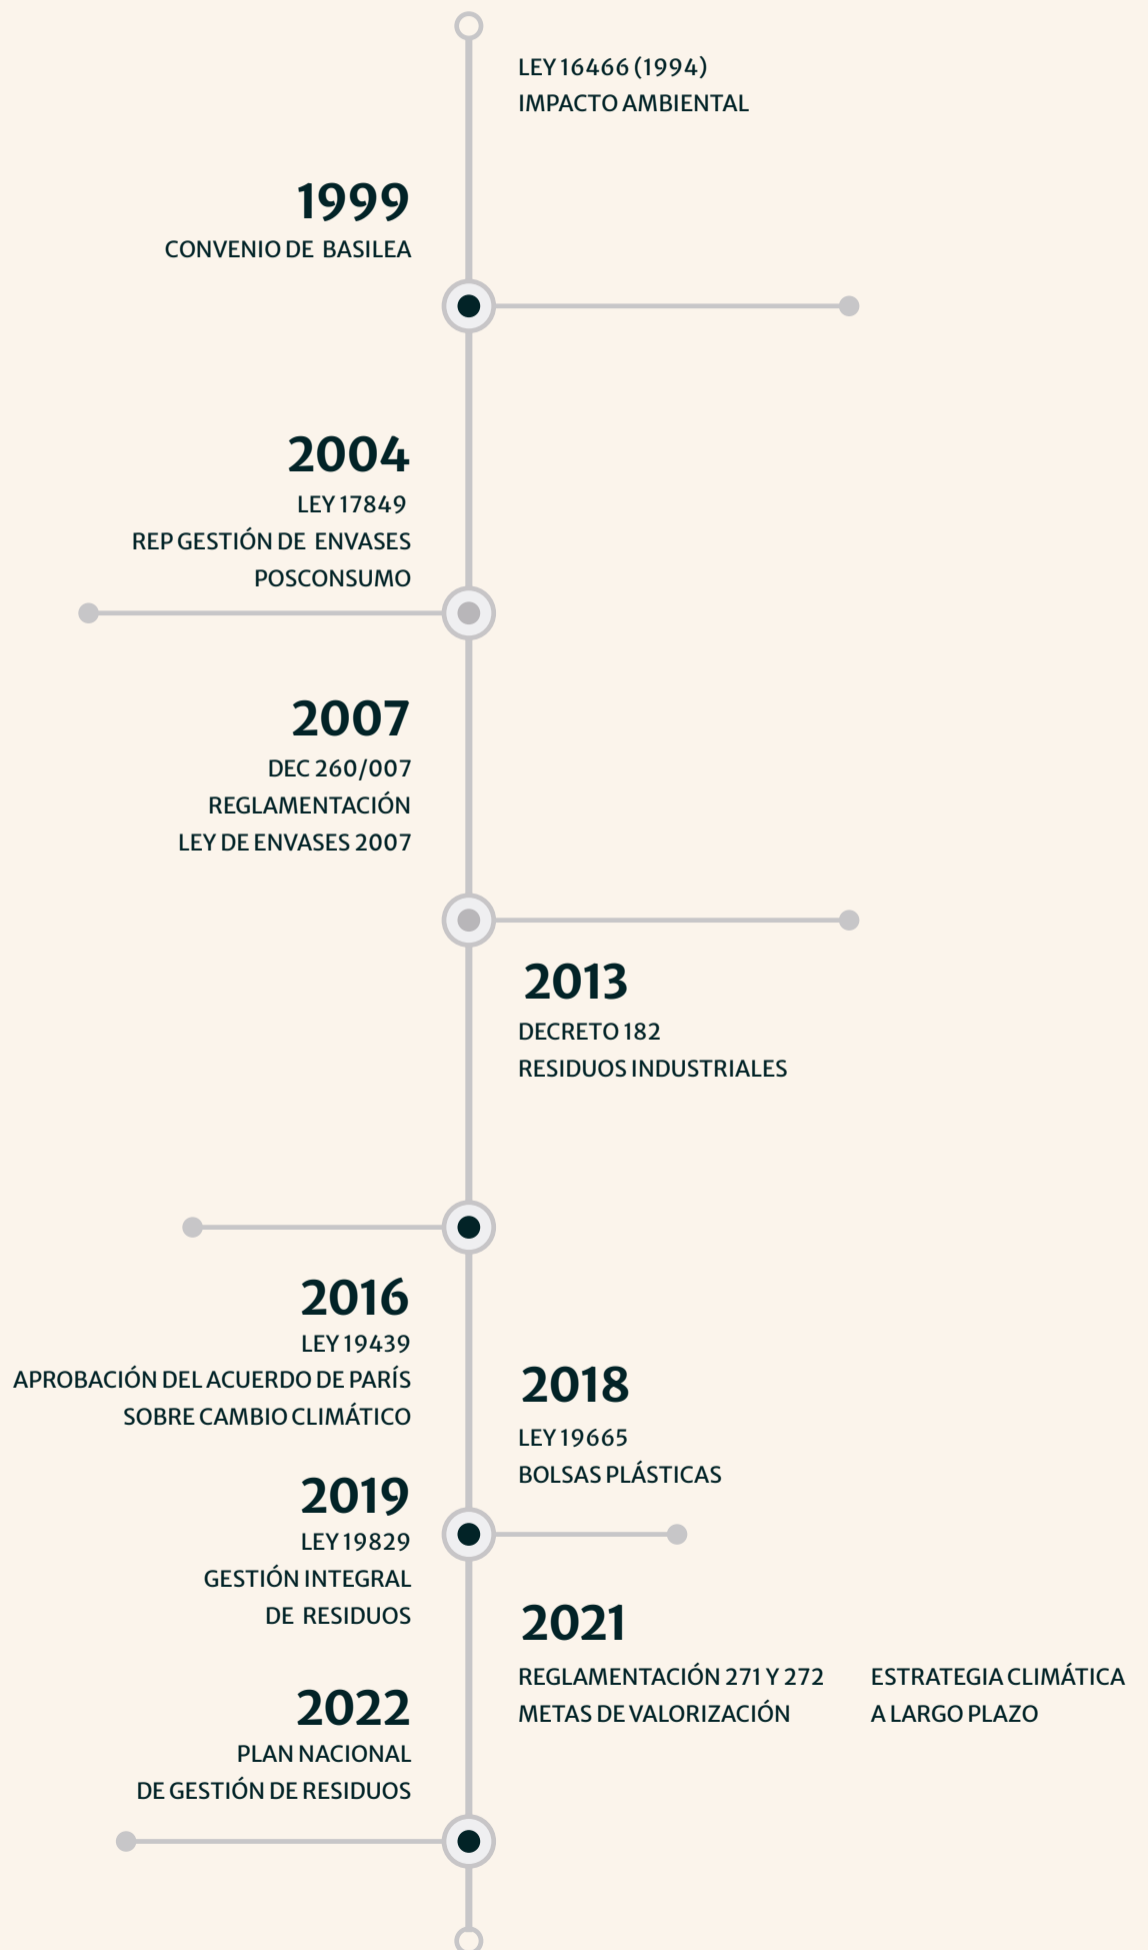 LEY 16466 (1994)
IMPACTO AMBIENTAL
1999
CONVENIO DE BASILEA
2004
LEY 17849
REP GESTIÓN DE ENVASES
POSCONSUMO
2007
DEC 260/007
REGLAMENTACIÓN
LEY DE ENVASES 2007
2013
DECRETO 182
RESIDUOS INDUSTRIALES
2016
LEY 19439
APROBACIÓN DEL ACUERDO DE PARÍS
SOBRE CAMBIO CLIMÁTICO
2018
LEY 19665
BOLSAS PLÁSTICAS
2019
LEY 19829
GESTIÓN INTEGRAL
DE RESIDUOS
2021
REGLAMENTACIÓN 271 Y 272
METAS DE VALORIZACIÓN
ESTRATEGIA CLIMÁTICA
A LARGO PLAZO
2022
PLAN NACIONAL
DE GESTIÓN DE RESIDUOS